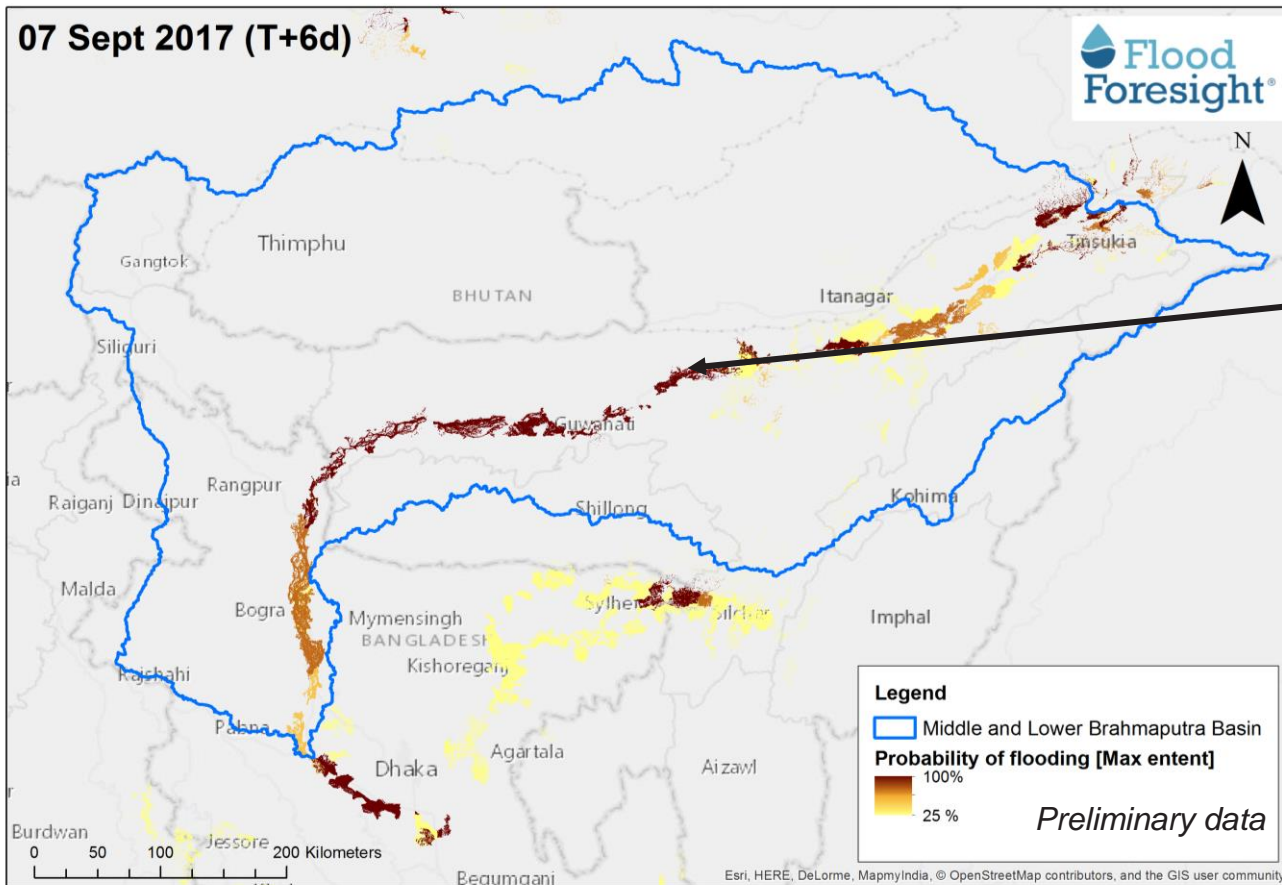 07 Sept 2017 (T+6d)
Flood
Foresight®
N
Thimphu
Gangtok
BHUTAN
Itanagar
Tinsukia
Siliguri
Guwahati
Rangpur
Raiganj
Dinajpur
Shillong
Kohima
Malda
Bogra
Mymensingh
BANGLADESH
Sylhet
Silchar
Imphal
Kishoreganj
Rajshahi
Pabna
Dhaka
Agartala
Aizawl
Burdwan
Jessore
Begumganj
0 50 100 200 Kilometers
Legend
Middle and Lower Brahmaputra Basin
Probability of flooding [Max entent]
100%
25 %
Preliminary data
Esri, HERE, DeLorme, MapmyIndia, © OpenStreetMap contributors, and the GIS user community